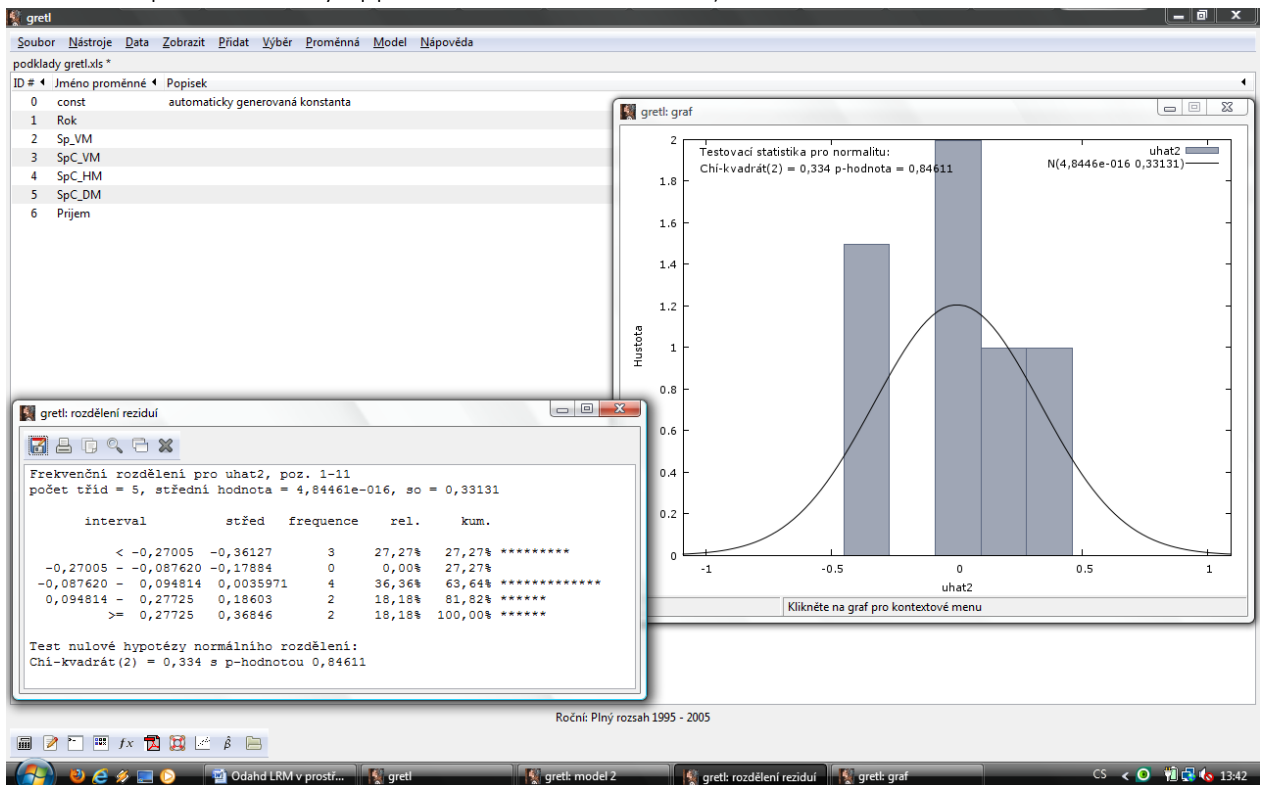 gretl
Soubor Nástroje Data Zobrazit Přidat Výběr Proměnná Model Nápověda
podklady gretl.xls *
ID # Jméno proměnné Popisek
0 const automaticky generovaná konstanta
1 Rok
2 Sp_VM
3 SpC_VM
4 SpC_HM
5 SpC_DM
6 Prijem
gretl: graf
Testovací statistika pro normalitu:
Chí-kvadrát(2) = 0,334 p-hodnota = 0,84611
uhat2
N(4,8446e-016 0,33131)
2
1.8
1.6
1.4
1.2
1
0.8
0.6
0.4
0.2
0
Hustota
-1 -0.5 0 0.5 1
uhat2
Klikněte na graf pro kontextové menu
gretl: rozdělení reziduí
Frekvenční rozdělení pro uhat2, poz. 1-11
počet tříd = 5, střední hodnota = 4,84461e-016, so = 0,33131
interval střed frequence rel. kum.
< -0,27005 -0,36127 3 27,27% 27,27% *********
-0,27005 - -0,087620 -0,17884 0 0,00% 27,27%
-0,087620 - 0,094814 0,0035971 4 36,36% 63,64% *************
0,094814 - 0,27725 0,18603 2 18,18% 81,82% ******
>= 0,27725 0,36846 2 18,18% 100,00% ******
Test nulové hypotézy normálního rozdělení:
Chí-kvadrát(2) = 0,334 s p-hodnotou 0,84611
Roční: Plný rozsah 1995 - 2005
fx β̂
Odahd LRM v prostř... gretl gretl: model 2 gretl: rozdělení reziduí gretl: graf CS 13:42